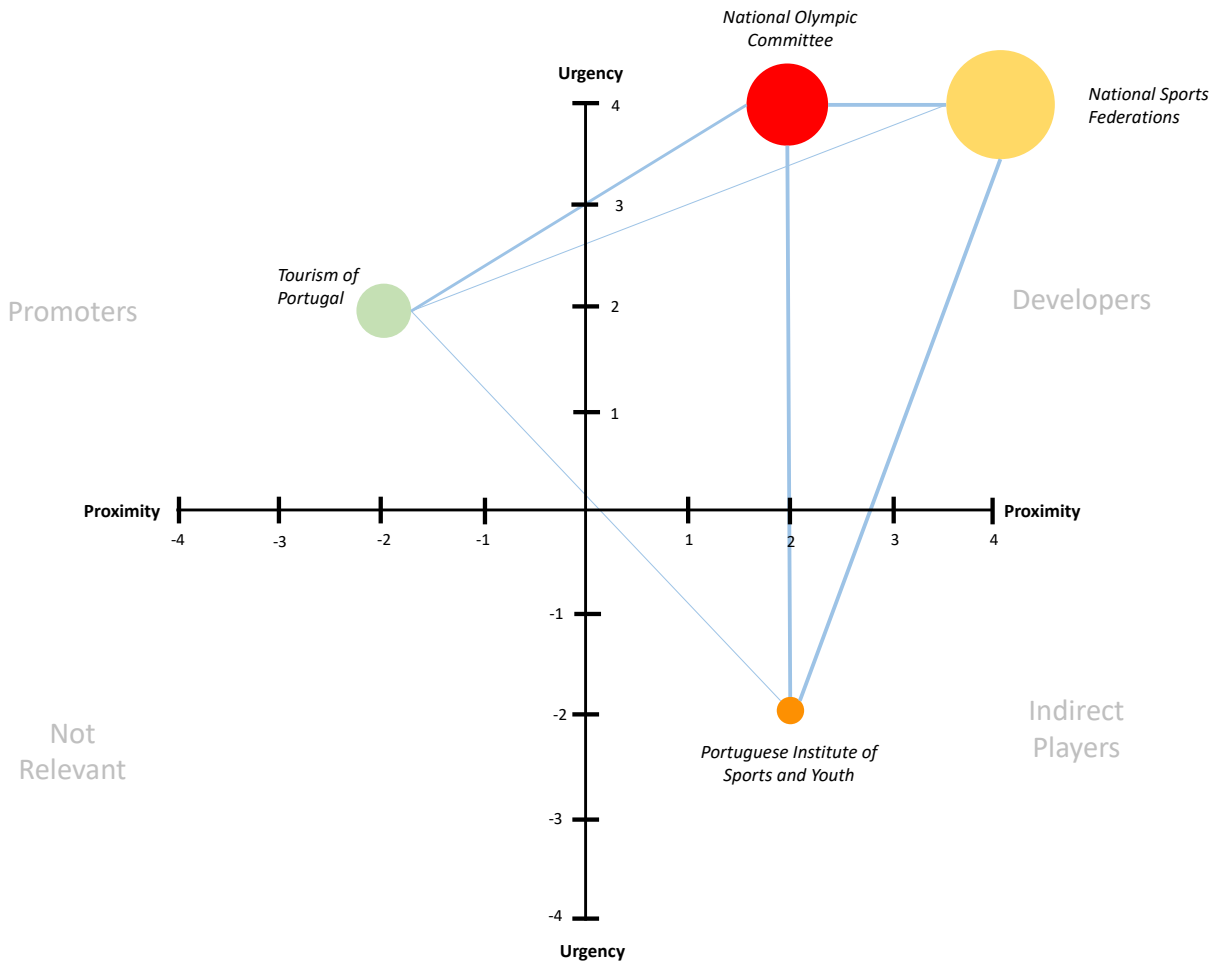 National Olympic
Committee
Urgency
4
National Sports
Federations
3
Tourism of
Portugal
2
Promoters
Developers
1
Proximity
Proximity
-4
-3
-2
-1
1
2
3
4
-1
-2
Not
Relevant
Indirect
Players
Portuguese Institute of
Sports and Youth
-3
-4
Urgency